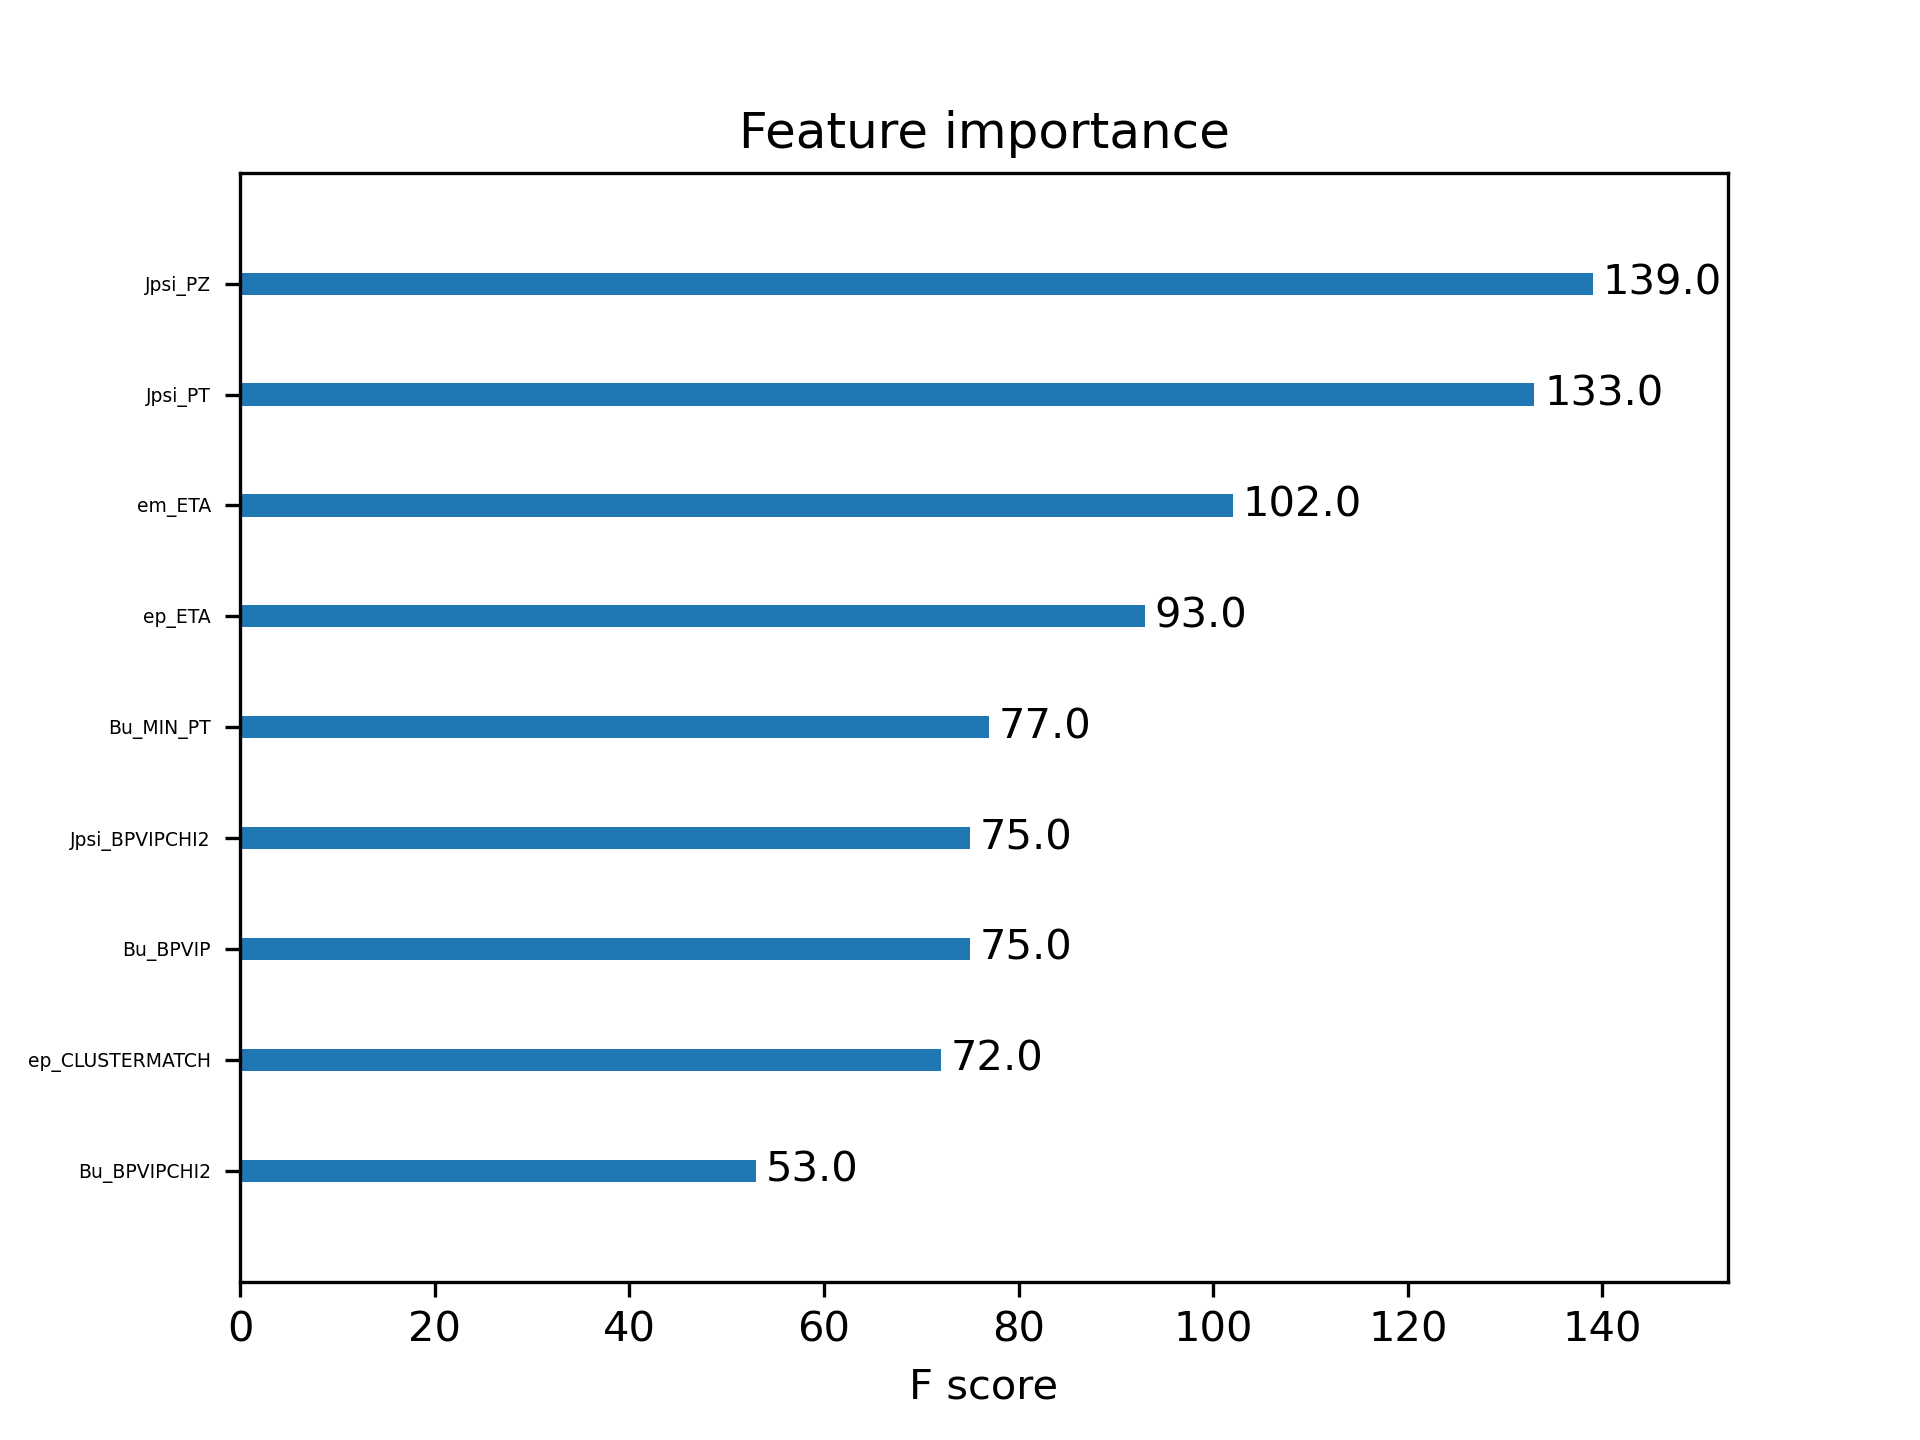 Feature importance
Jpsi_PZ 139.0
Jpsi_PT 133.0
em_ETA 102.0
ep_ETA 93.0
Bu_MIN_PT 77.0
Jpsi_BPVIPCHI2 75.0
Bu_BPVIP 75.0
ep_CLUSTERMATCH 72.0
Bu_BPVIPCHI2 53.0
0 20 40 60 80 100 120 140
F score